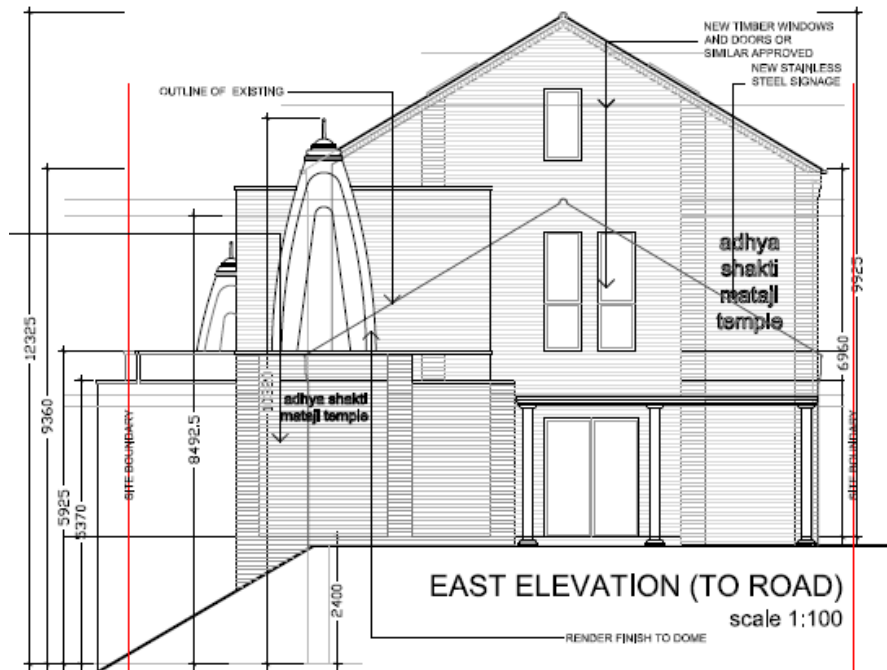 NEW TIMBER WINDOWS
AND DOORS OR
SIMILAR APPROVED
NEW STAINLESS
STEEL SIGNAGE
OUTLINE OF EXISTING
adhya
shakti
mataji
temple
adhya shakti
mataji temple
12325
9360
5925
5370
8492.5
2400
9925
6960
SITE BOUNDARY
SITE BOUNDARY
EAST ELEVATION (TO ROAD)
scale 1:100
RENDER FINISH TO DOME